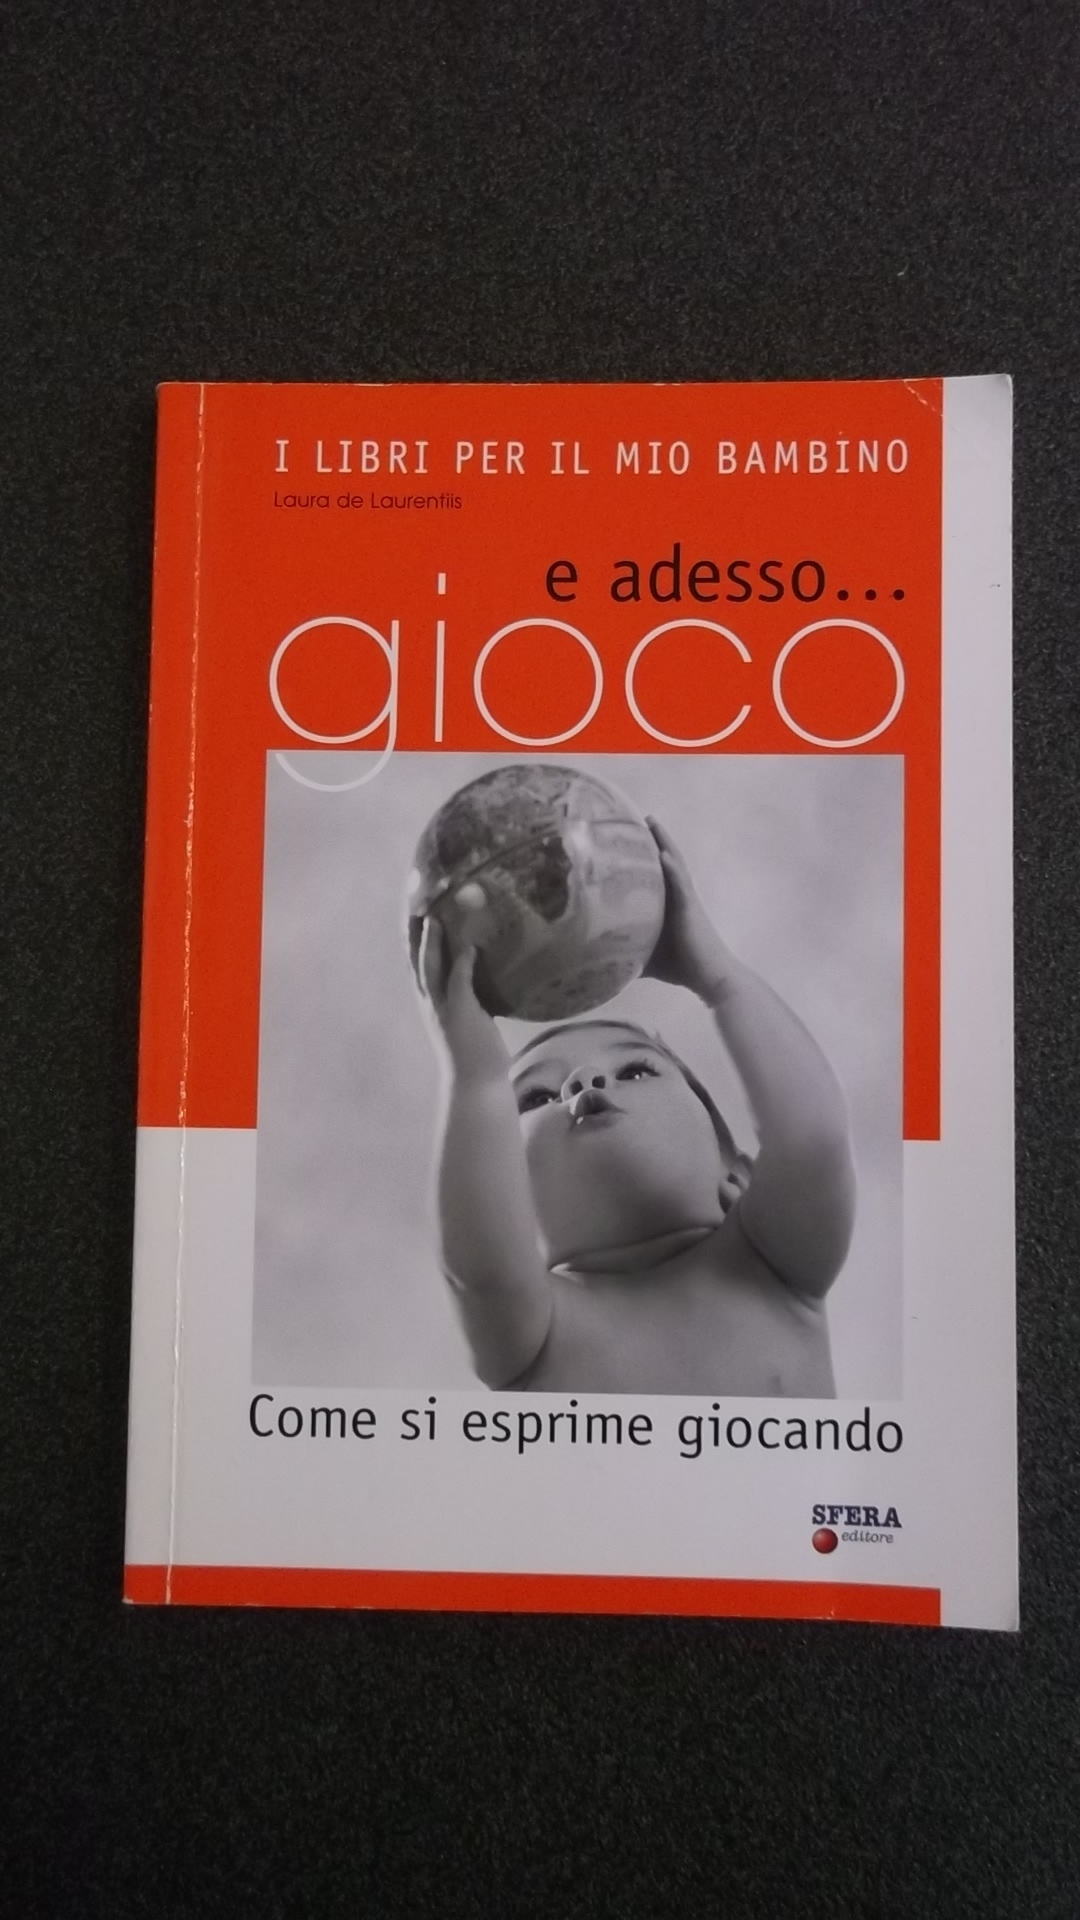 I LIBRI PER IL MIO BAMBINO
Laura de Laurentiis
e adesso...
gioco
Come si esprime giocando
SFERA
editore